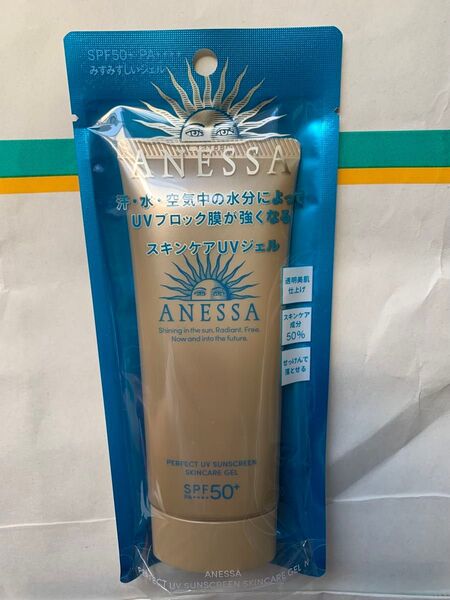 SPF50+ PA++++
みずみずしいジェル
ANESSA
汗・水・空気中の水分によって
UVブロック膜が強くなる
スキンケアUVジェル
透明美肌
仕上げ
ANESSA
スキンケア
成分
50%
Shining in the sun. Radiant. Free.
Now and into the future.
せっけんで
落とせる
PERFECT UV SUNSCREEN
SKINCARE GEL
SPF50+
PA++++
ANESSA
PERFECT UV SUNSCREEN SKINCARE GEL N